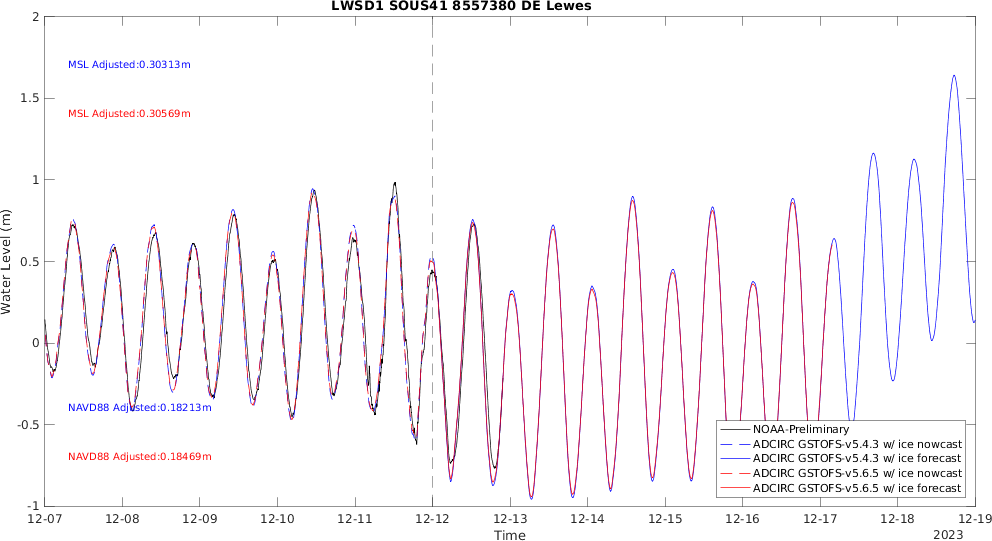 LWSD1 SOUS41 8557380 DE Lewes
2
1.5
1
0.5
0
-0.5
-1
Water Level (m)
MSL Adjusted:0.30313m
MSL Adjusted:0.30569m
NAVD88 Adjusted:0.18213m
NAVD88 Adjusted:0.18469m
NOAA-Preliminary
ADCIRC GSTOFS-v5.4.3 w/ ice nowcast
ADCIRC GSTOFS-v5.4.3 w/ ice forecast
ADCIRC GSTOFS-v5.6.5 w/ ice nowcast
ADCIRC GSTOFS-v5.6.5 w/ ice forecast
12-07 12-08 12-09 12-10 12-11 12-12 12-13 12-14 12-15 12-16 12-17 12-18 12-19
Time
2023